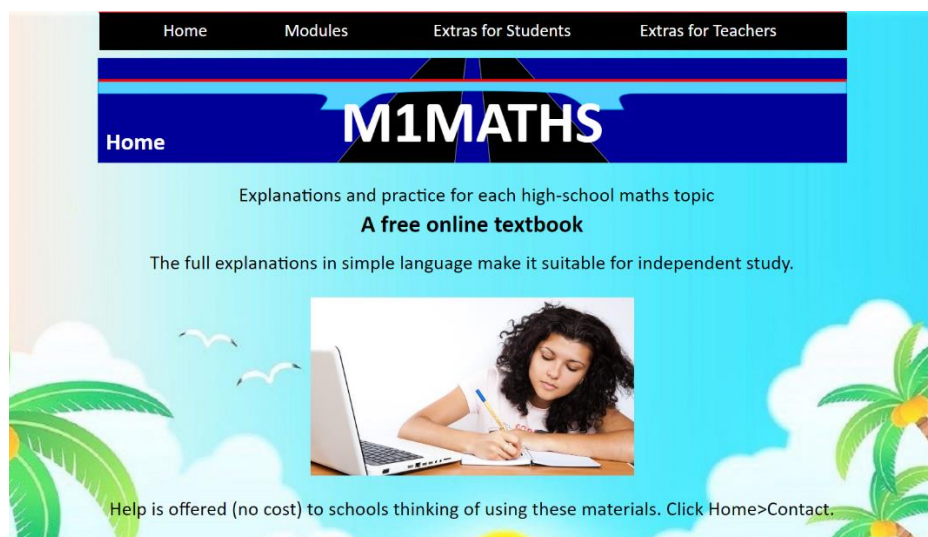 Home Modules Extras for Students Extras for Teachers
M1MATHS
Home
Explanations and practice for each high-school maths topic
A free online textbook
The full explanations in simple language make it suitable for independent study.
Help is offered (no cost) to schools thinking of using these materials. Click Home>Contact.